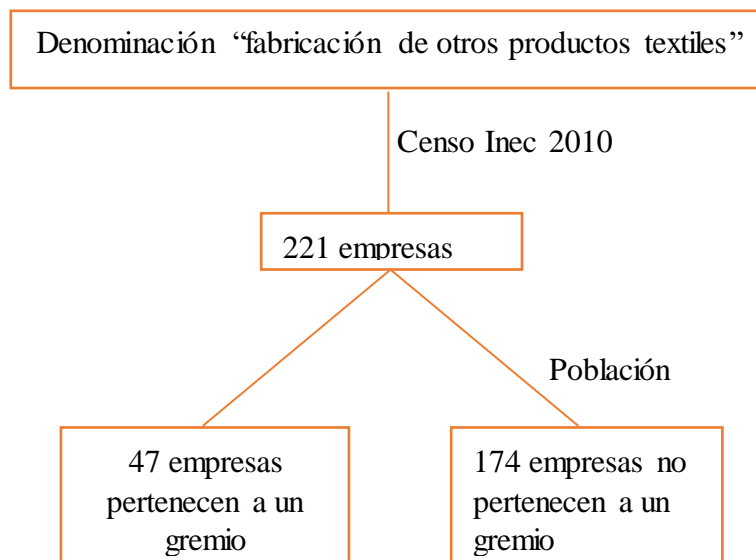 Denominación “fabricación de otros productos textiles”
Censo Inec 2010
221 empresas
Población
47 empresas
pertenecen a un
gremio
174 empresas no
pertenecen a un
gremio